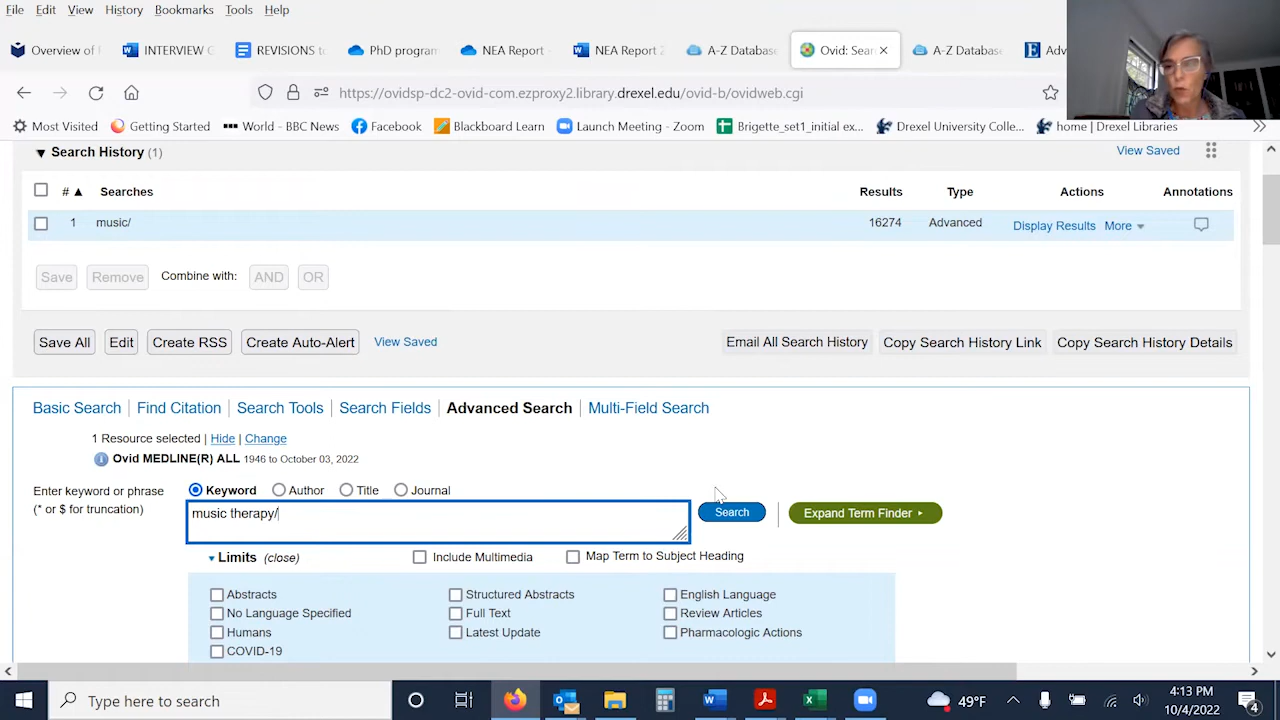 File Edit View History Bookmarks Tools Help
Overview of I INTERVIEW G REVISIONS to PhD program NEA Report - NEA Report 2 A-Z Database Ovid: Sear A-Z Database Adv
https://ovidsp-dc2-ovid-com.ezproxy2.library.drexel.edu/ovid-b/ovidweb.cgi
Most Visited Getting Started World - BBC News Facebook Blackboard Learn Launch Meeting - Zoom Brigette_set1_initial ex... Drexel University Colle... home | Drexel Libraries
Search History (1) View Saved
# ▲ Searches Results Type Actions Annotations
1 music/ 16274 Advanced Display Results More
Save Remove Combine with: AND OR
Save All Edit Create RSS Create Auto-Alert View Saved Email All Search History Copy Search History Link Copy Search History Details
Basic Search | Find Citation | Search Tools | Search Fields | Advanced Search | Multi-Field Search
1 Resource selected | Hide | Change
Ovid MEDLINE(R) ALL 1946 to October 03, 2022
Enter keyword or phrase Keyword Author Title Journal
(* or $ for truncation) music therapy/ Search Expand Term Finder
Limits (close) Include Multimedia Map Term to Subject Heading
Abstracts Structured Abstracts English Language
No Language Specified Full Text Review Articles
Humans Latest Update Pharmacologic Actions
COVID-19
Type here to search 49°F 4:13 PM
10/4/2022 4